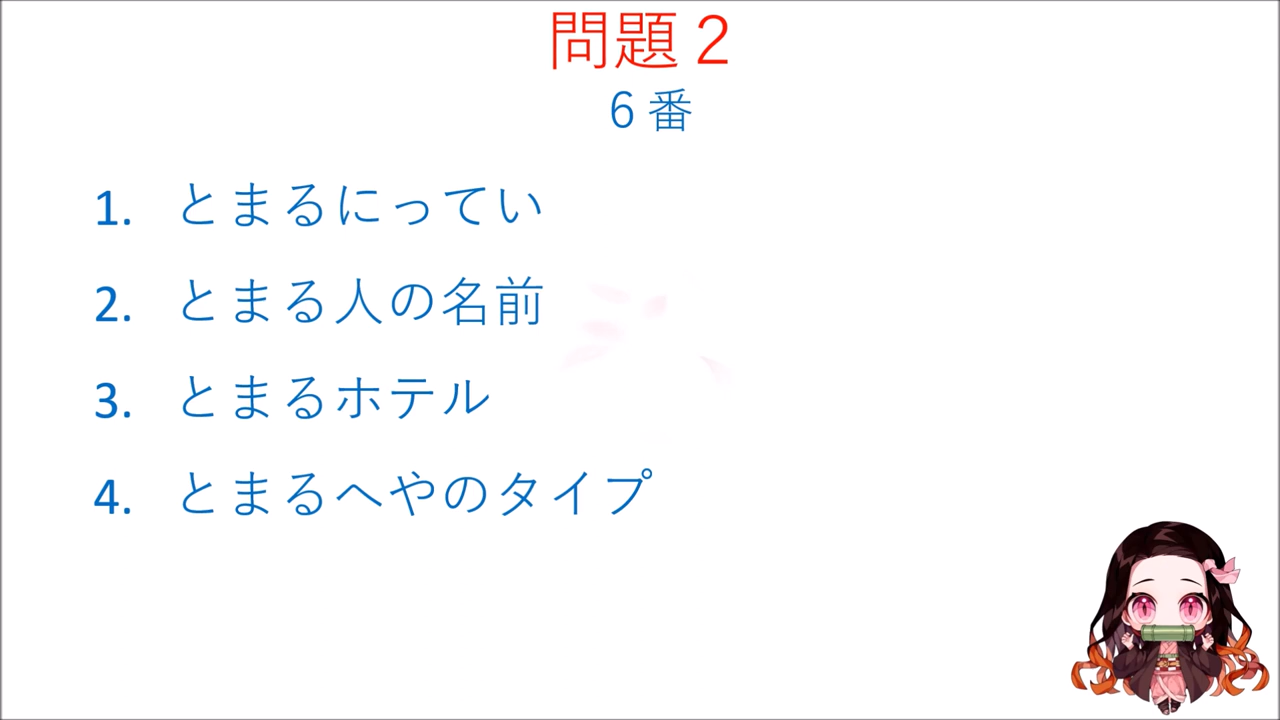 問題２
６番
1. とまるにってい
2. とまる人の名前
3. とまるホテル
4. とまるへやのタイプ